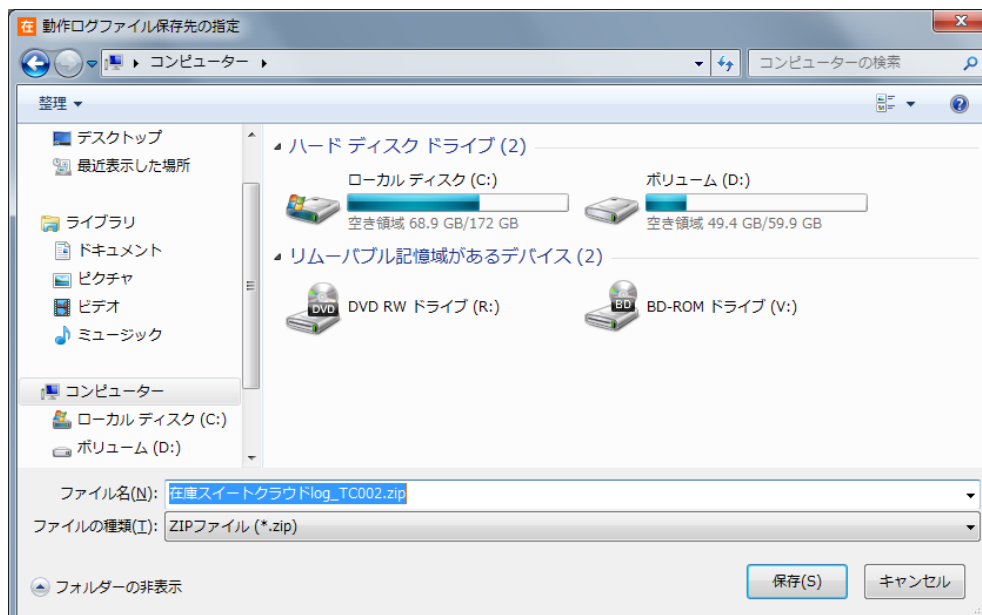 在 動作ログファイル保存先の指定
コンピューター
コンピューターの検索
整理
デスクトップ
最近表示した場所
ライブラリ
ドキュメント
ピクチャ
ビデオ
ミュージック
コンピューター
ローカル ディスク (C:)
ボリューム (D:)
ハード ディスク ドライブ (2)
ローカル ディスク (C:)
空き領域 68.9 GB/172 GB
ボリューム (D:)
空き領域 49.4 GB/59.9 GB
リムーバブル記憶域があるデバイス (2)
DVD
DVD RW ドライブ (R:)
BD
BD-ROM ドライブ (V:)
ファイル名(N): 在庫スイートクラウドlog_TC002.zip
ファイルの種類(T): ZIPファイル (*.zip)
フォルダーの非表示
保存(S)
キャンセル